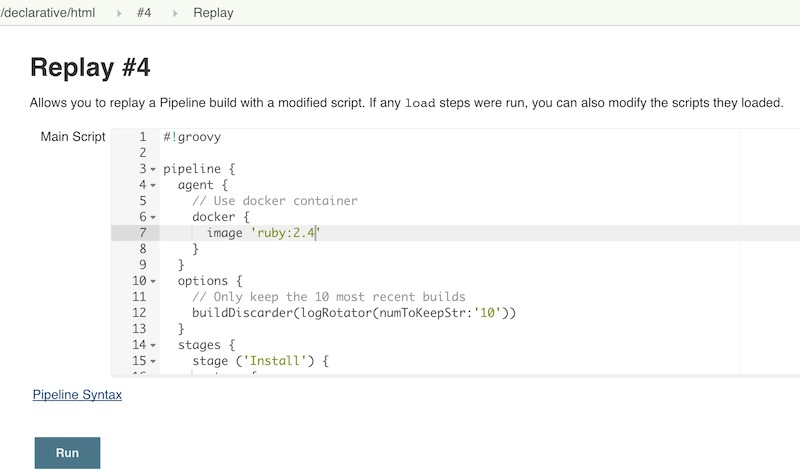 /declarative/html #4 Replay
Replay #4
Allows you to replay a Pipeline build with a modified script. If any load steps were run, you can also modify the scripts they loaded.
Main Script
1 #!groovy
2
3 pipeline {
4 agent {
5 // Use docker container
6 docker {
7 image 'ruby:2.4'
8 }
9 }
10 options {
11 // Only keep the 10 most recent builds
12 buildDiscarder(logRotator(numToKeepStr:'10'))
13 }
14 stages {
15 stage ('Install') {
Pipeline Syntax
Run